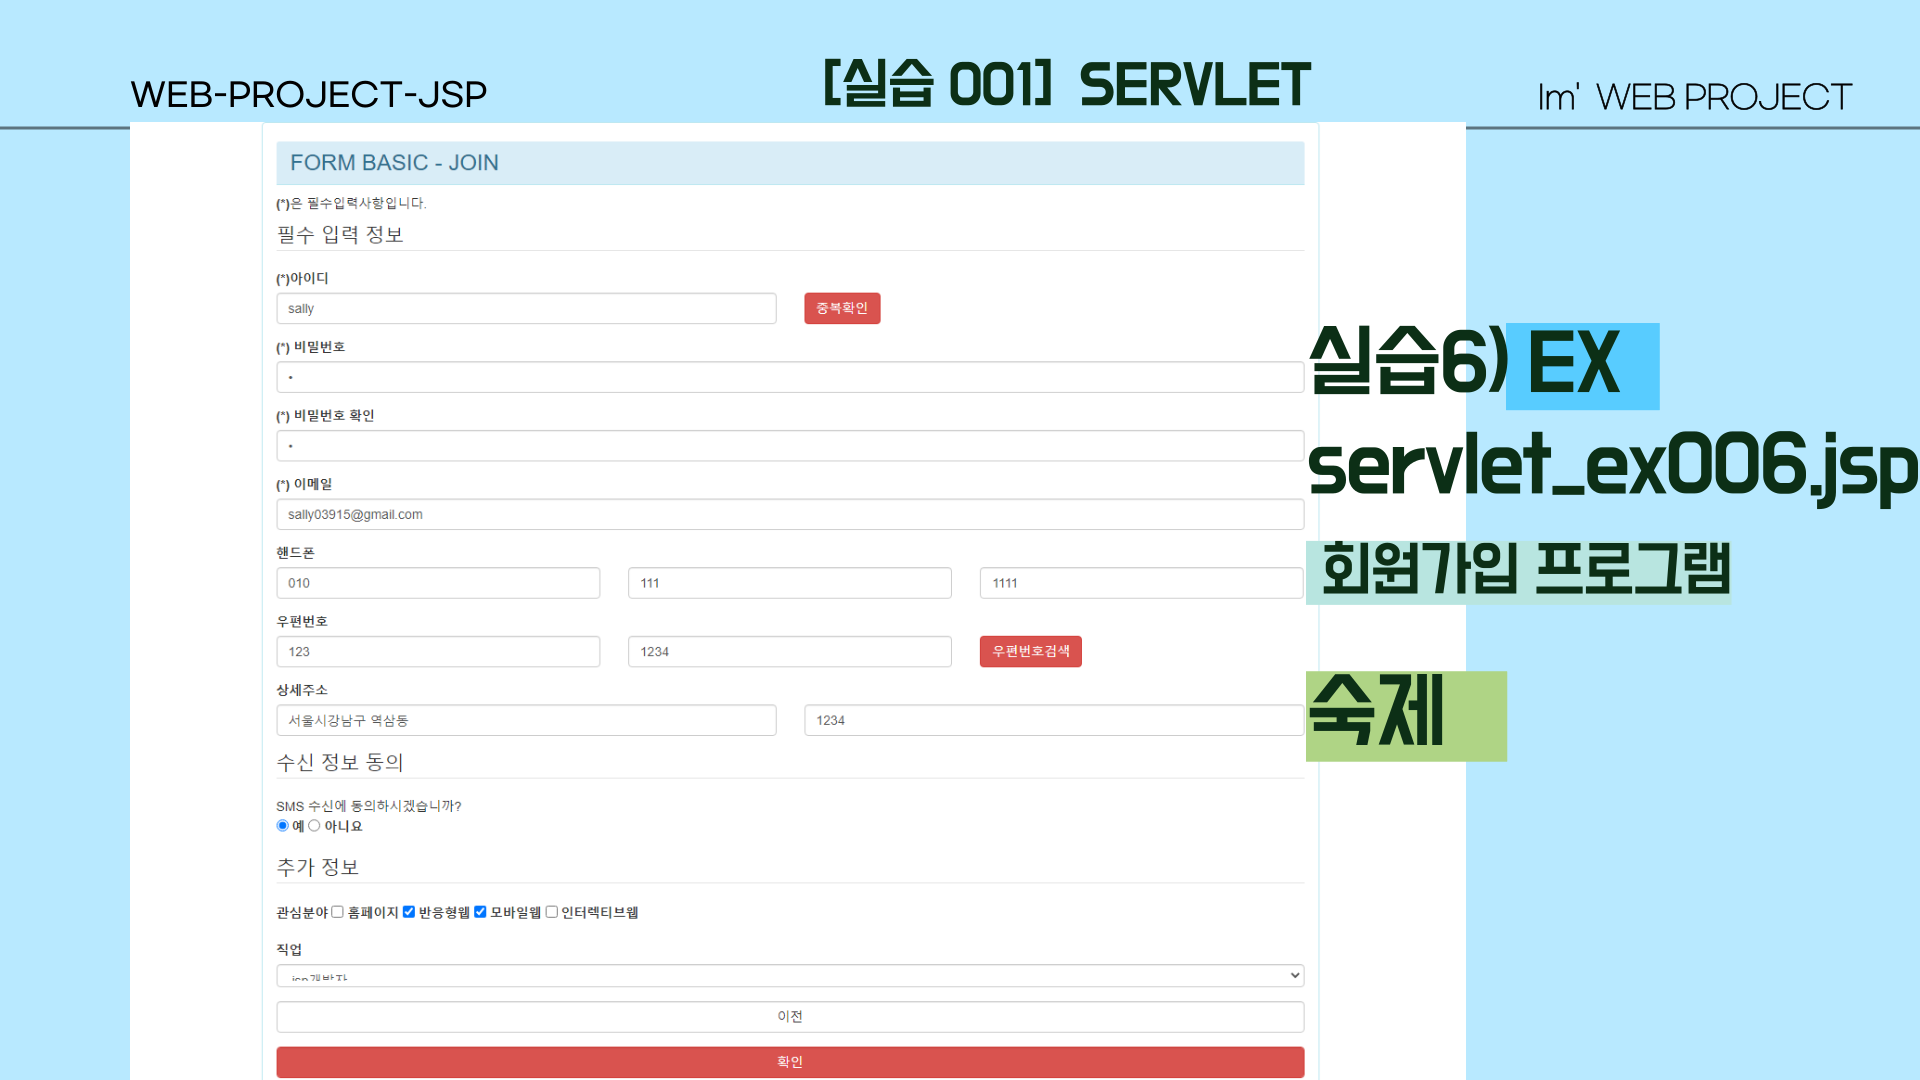 WEB-PROJECT-JSP
[실습 001] SERVLET
Im' WEB PROJECT
FORM BASIC - JOIN
(*)은 필수입력사항입니다.
필수 입력 정보
(*)아이디
sally
중복확인
(*) 비밀번호
•
(*) 비밀번호 확인
•
(*) 이메일
sally03915@gmail.com
핸드폰
010 111 1111
우편번호
123 1234 우편번호검색
상세주소
서울시강남구 역삼동 1234
수신 정보 동의
SMS 수신에 동의하시겠습니까?
예 아니요
추가 정보
관심분야 홈페이지 반응형웹 모바일웹 인터렉티브웹
직업
jsp개발자
이전
확인
실습6) EX
servlet_ex006.jsp
회원가입 프로그램
숙제